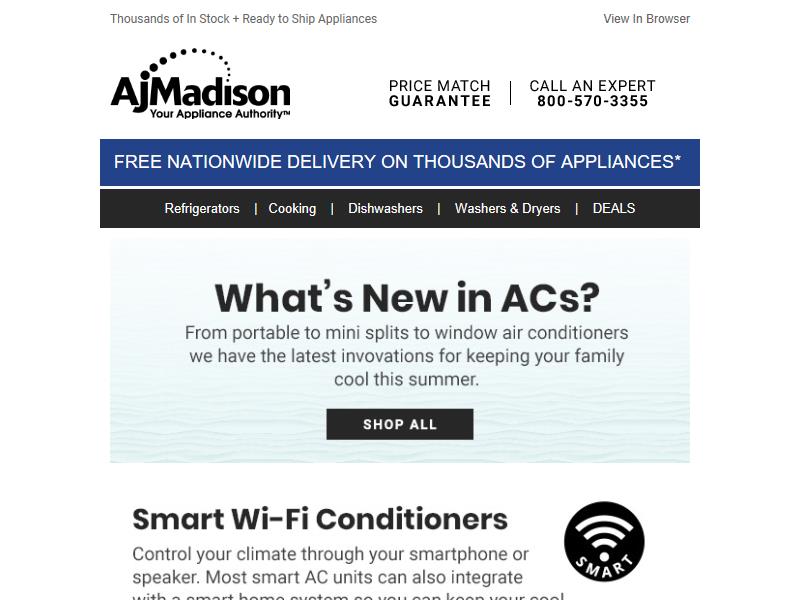 Thousands of In Stock + Ready to Ship Appliances
View In Browser
AjMadison
Your Appliance Authority™
PRICE MATCH
GUARANTEE
CALL AN EXPERT
800-570-3355
FREE NATIONWIDE DELIVERY ON THOUSANDS OF APPLIANCES*
Refrigerators | Cooking | Dishwashers | Washers & Dryers | DEALS
What's New in ACs?
From portable to mini splits to window air conditioners
we have the latest invovations for keeping your family
cool this summer.
SHOP ALL
Smart Wi-Fi Conditioners
SMART
Control your climate through your smartphone or
speaker. Most smart AC units can also integrate
with a smart home system so you can keep your cool